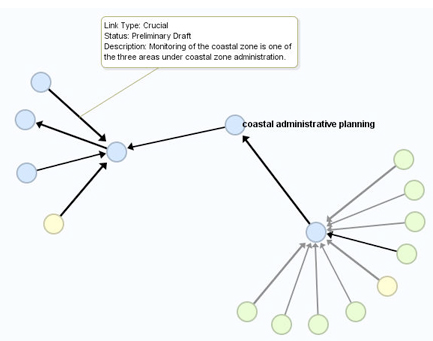 Link Type: Crucial
Status: Preliminary Draft
Description: Monitoring of the coastal zone is one of
the three areas under coastal zone administration.
coastal administrative planning